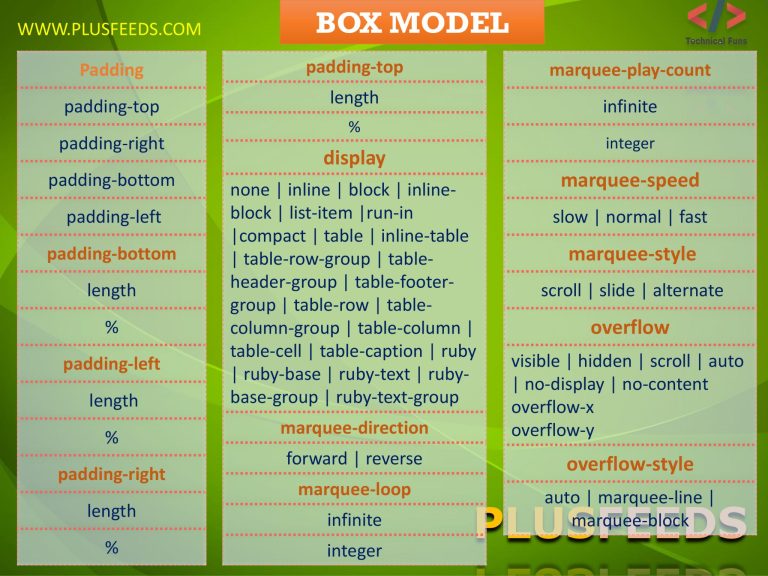 WWW.PLUSFEEDS.COM
BOX MODEL
Technical Funs
Padding
padding-top
padding-right
padding-bottom
padding-left
padding-bottom
length
%
padding-left
length
%
padding-right
length
%
padding-top
length
%
display
none | inline | block | inline-
block | list-item |run-in
|compact | table | inline-table
| table-row-group | table-
header-group | table-footer-
group | table-row | table-
column-group | table-column |
table-cell | table-caption | ruby
| ruby-base | ruby-text | ruby-
base-group | ruby-text-group
marquee-direction
forward | reverse
marquee-loop
infinite
integer
marquee-play-count
infinite
integer
marquee-speed
slow | normal | fast
marquee-style
scroll | slide | alternate
overflow
visible | hidden | scroll | auto
| no-display | no-content
overflow-x
overflow-y
overflow-style
auto | marquee-line |
marquee-block
PLUSFEEDS